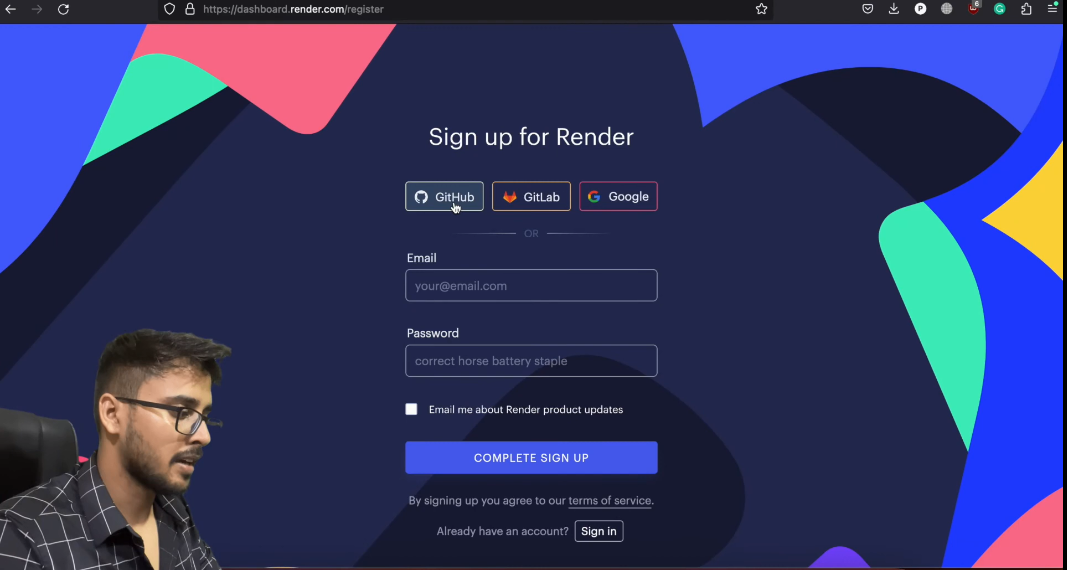 https://dashboard.render.com/register
P
6
G
Sign up for Render
GitHub
GitLab
Google
OR
Email
your@email.com
Password
correct horse battery staple
Email me about Render product updates
COMPLETE SIGN UP
By signing up you agree to our terms of service.
Already have an account? Sign in